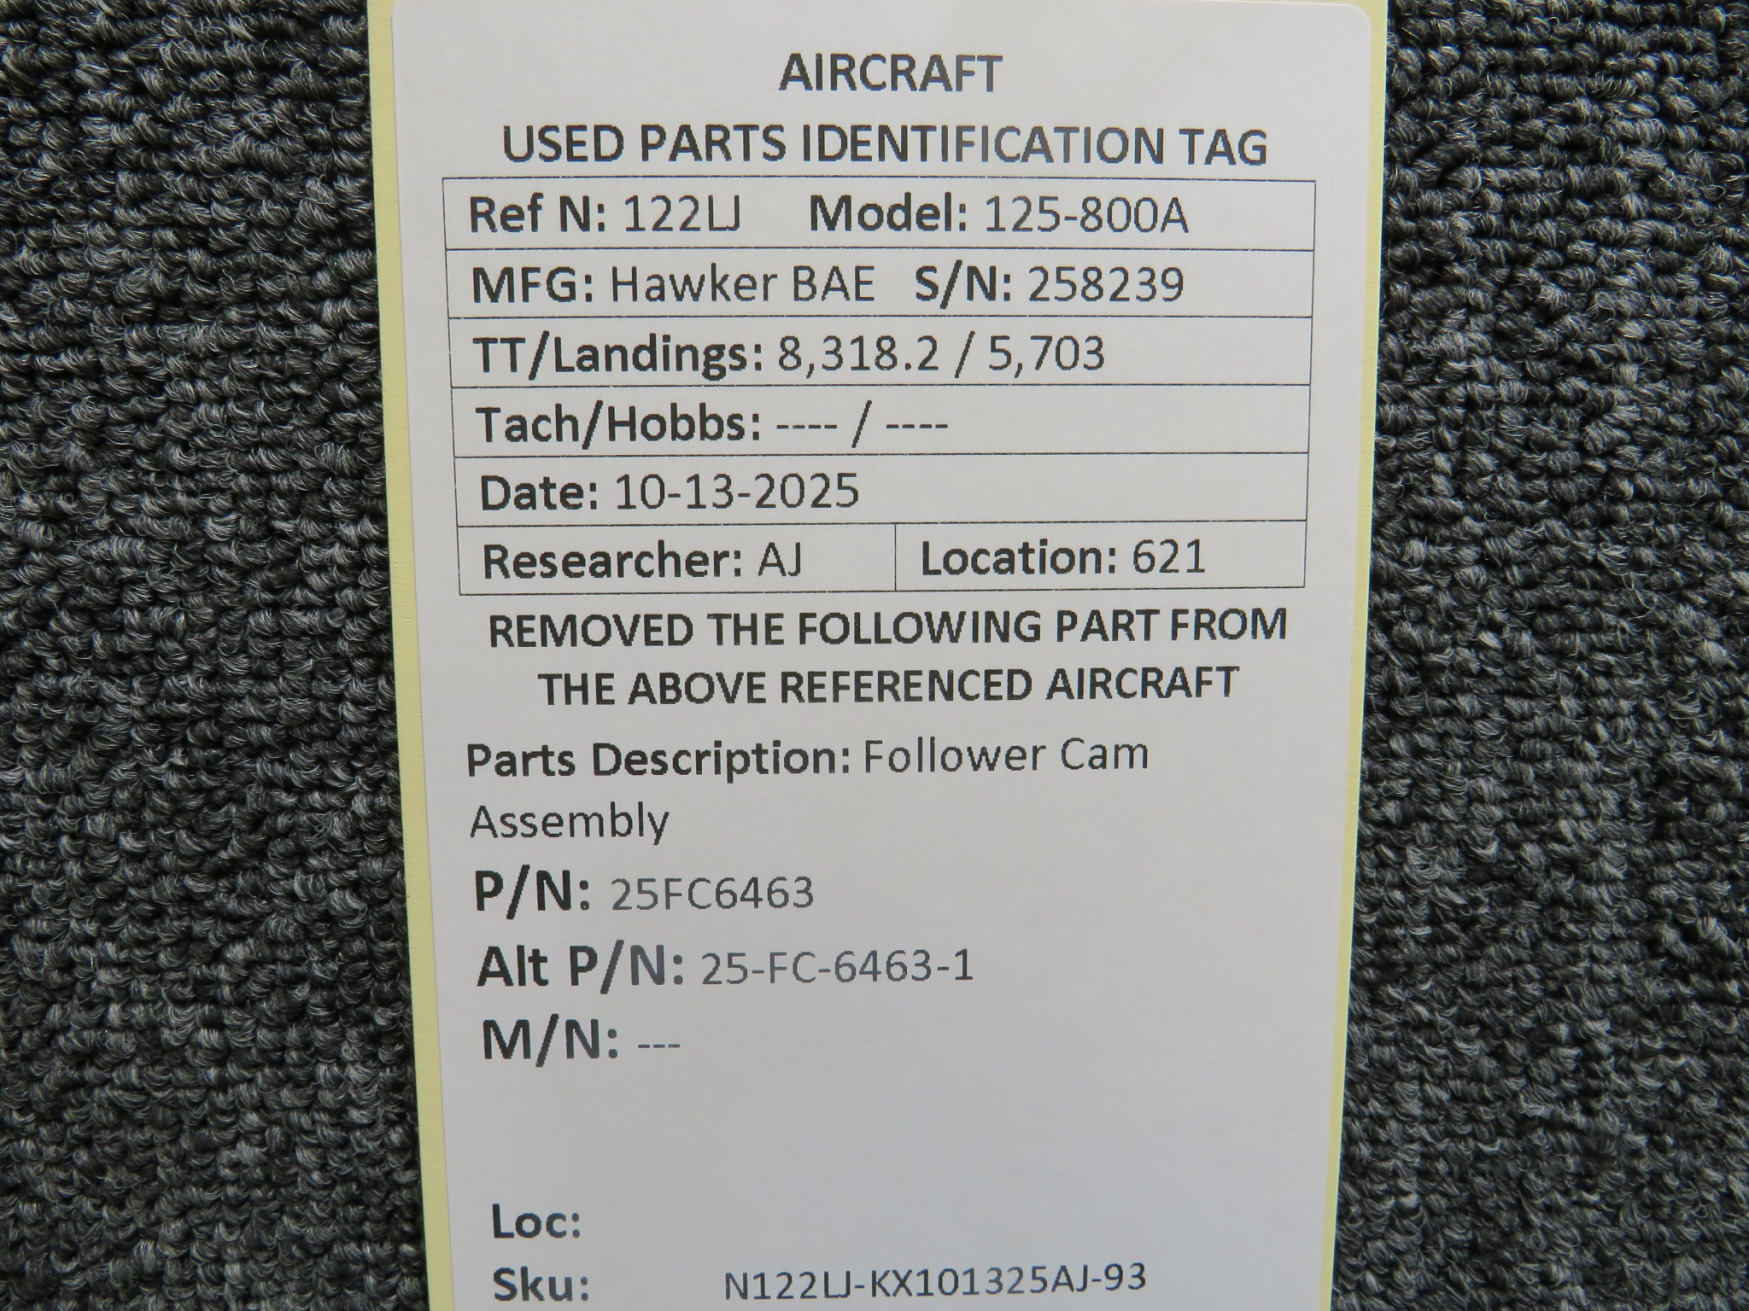 AIRCRAFT
USED PARTS IDENTIFICATION TAG
Ref N: 122LJ Model: 125-800A
MFG: Hawker BAE S/N: 258239
TT/Landings: 8,318.2 / 5,703
Tach/Hobbs: ---- / ----
Date: 10-13-2025
Researcher: AJ Location: 621
REMOVED THE FOLLOWING PART FROM
THE ABOVE REFERENCED AIRCRAFT
Parts Description: Follower Cam
Assembly
P/N: 25FC6463
Alt P/N: 25-FC-6463-1
M/N: ---
Loc:
Sku: N122LJ-KX101325AJ-93